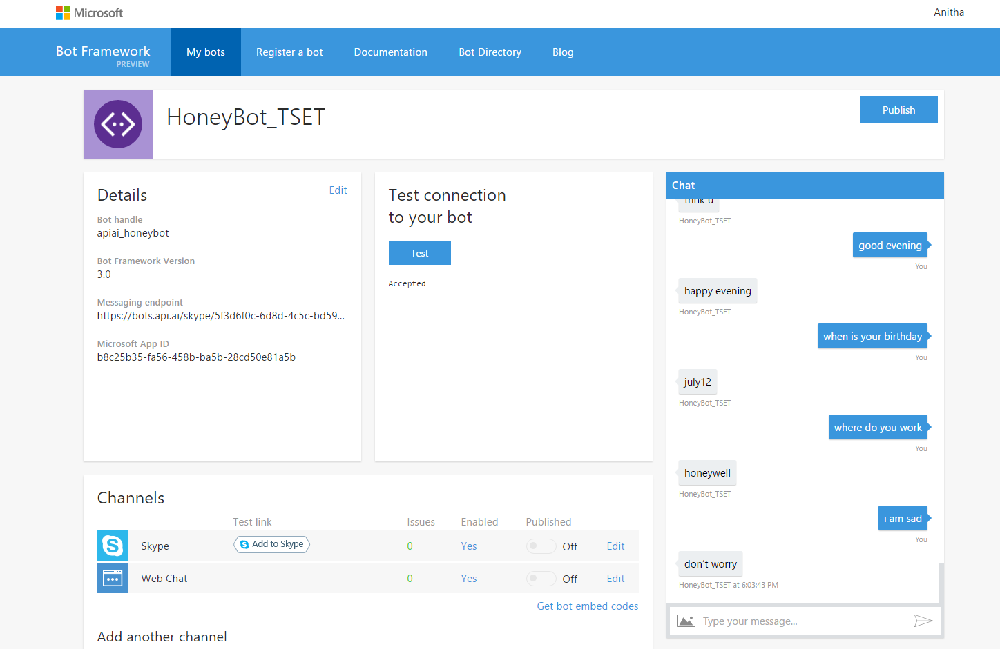 Microsoft
Anitha
Bot Framework
PREVIEW
My bots
Register a bot
Documentation
Bot Directory
Blog
HoneyBot_TSET
Publish
Details
Edit
Bot handle
apiai_honeybot
Bot Framework Version
3.0
Messaging endpoint
https://bots.api.ai/skype/5f3d6f0c-6d8d-4c5c-bd59...
Microsoft App ID
b8c25b35-fa56-458b-ba5b-28cd50e81a5b
Test connection
to your bot
Test
Accepted
Channels
Test link Issues Enabled Published
Skype Add to Skype 0 Yes Off Edit
Web Chat 0 Yes Off Edit
Get bot embed codes
Add another channel
Chat
thnk u
HoneyBot_TSET
good evening
You
happy evening
HoneyBot_TSET
when is your birthday
You
july12
HoneyBot_TSET
where do you work
You
honeywell
HoneyBot_TSET
i am sad
You
don't worry
HoneyBot_TSET at 6:03:43 PM
Type your message...